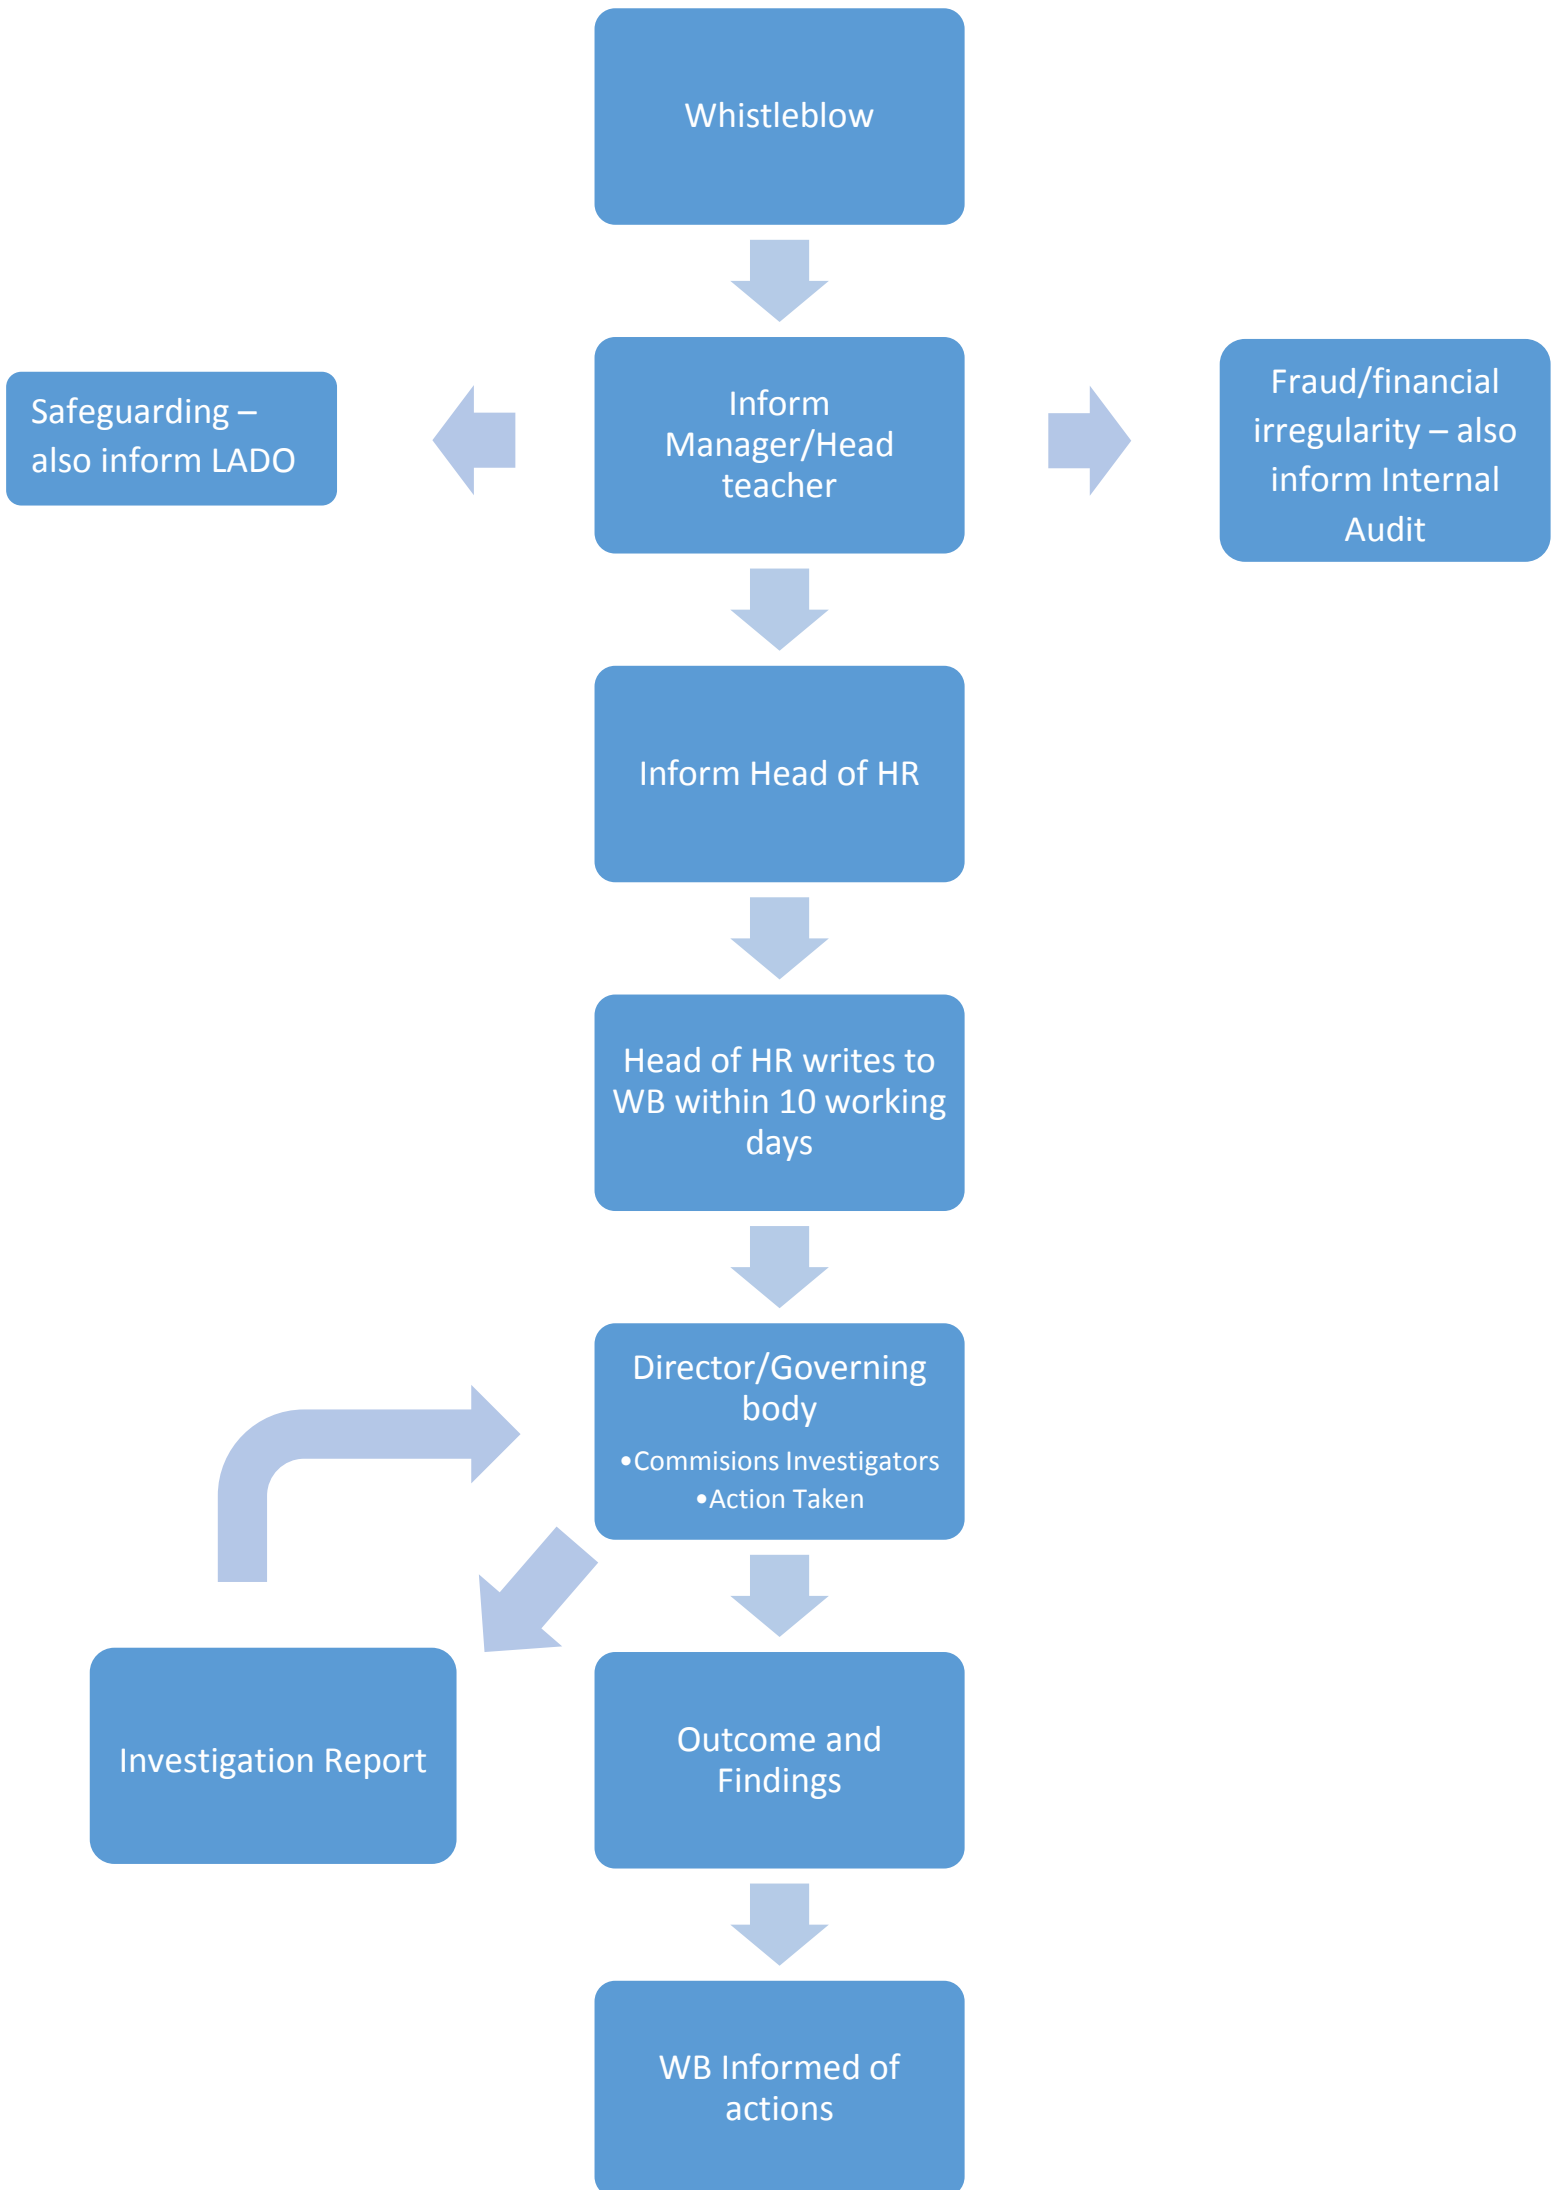 Whistleblow
Safeguarding –
also inform LADO
Inform
Manager/Head
teacher
Fraud/financial
irregularity – also
inform Internal
Audit
Inform Head of HR
Head of HR writes to
WB within 10 working
days
Director/Governing
body
•Commisions Investigators
•Action Taken
Investigation Report
Outcome and
Findings
WB Informed of
actions